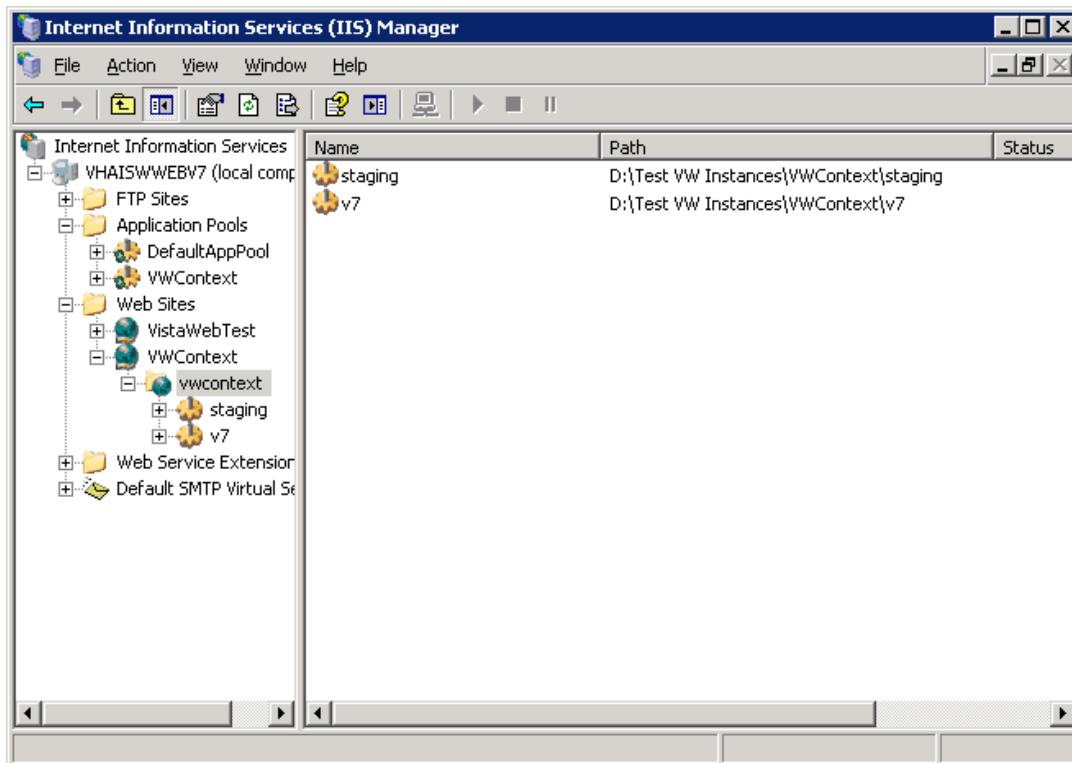 Internet Information Services (IIS) Manager
File Action View Window Help
Internet Information Services
VHAISWWEBV7 (local comp
FTP Sites
Application Pools
DefaultAppPool
VWContext
Web Sites
VistaWebTest
VWContext
vwcontext
staging
v7
Web Service Extension
Default SMTP Virtual Se
Name Path Status
staging D:\Test VW Instances\VWContext\staging
v7 D:\Test VW Instances\VWContext\v7